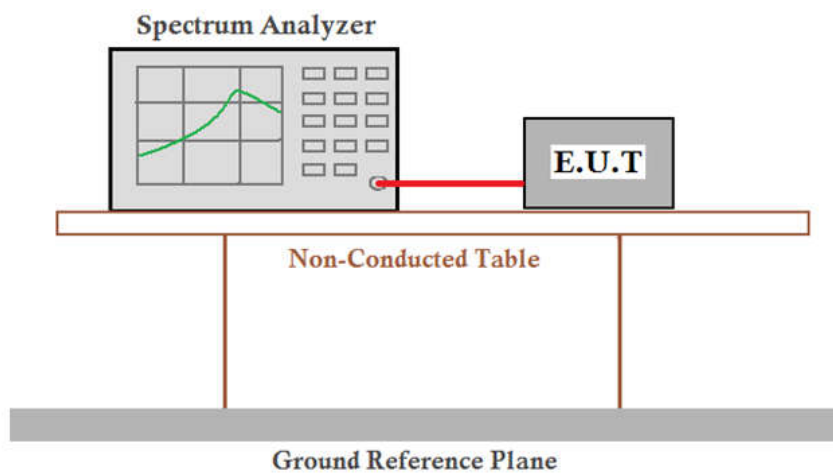 Spectrum Analyzer
E.U.T
Non-Conducted Table
Ground Reference Plane